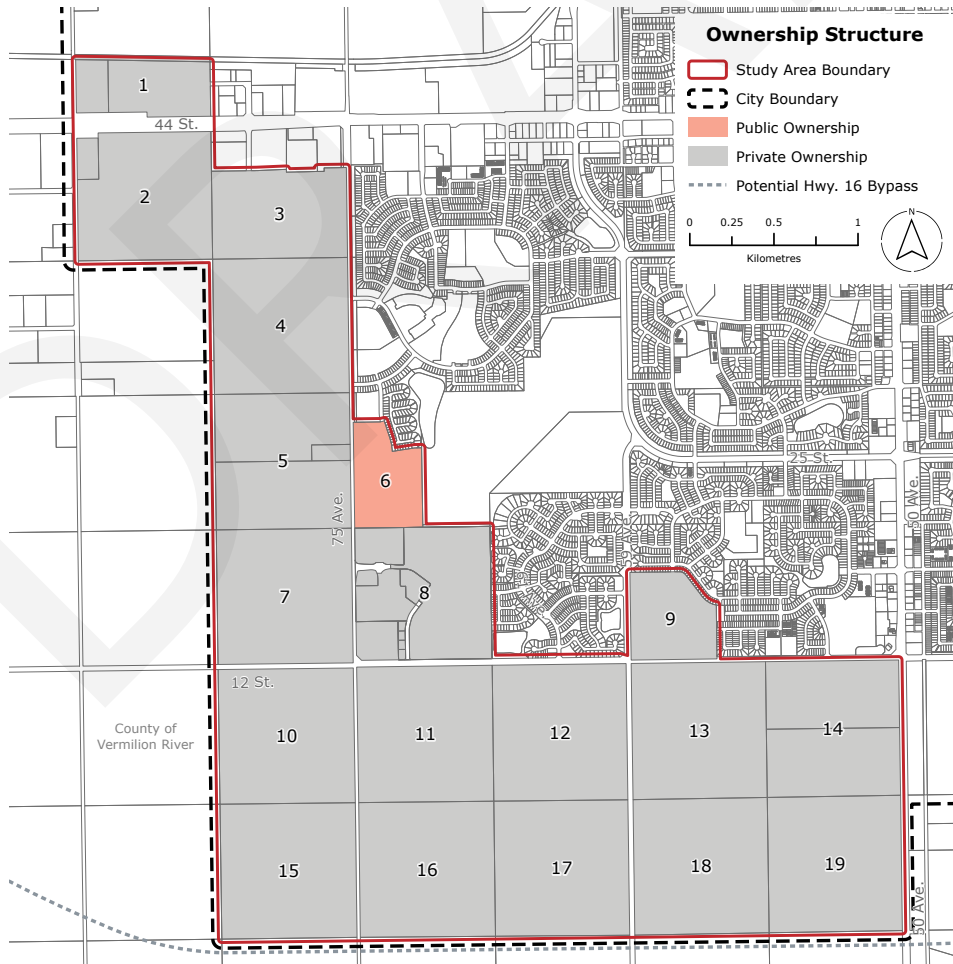 Ownership Structure
Study Area Boundary
City Boundary
Public Ownership
Private Ownership
Potential Hwy. 16 Bypass
0 0.25 0.5 1
Kilometres
N
1
44 St.
2
3
4
5
25 St.
6
75 Ave.
50 Ave.
7
8
9
12 St.
County of
Vermilion River
10
11
12
13
14
15
16
17
18
19
50 Ave.
DRA